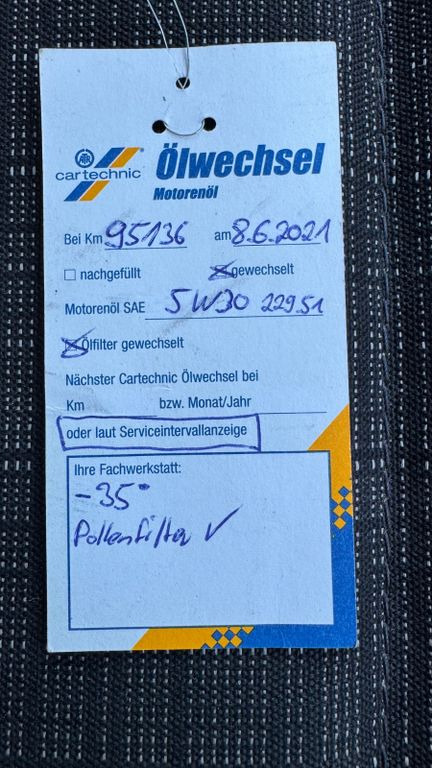 ATR
cartechnic®
Ölwechsel
Motorenöl
Bei Km 95136 am 8.6.2021
☐ nachgefüllt ☒ gewechselt
Motorenöl SAE 5W30 229.51
☒ Ölfilter gewechselt
Nächster Cartechnic Ölwechsel bei
Km bzw. Monat/Jahr
oder laut Serviceintervallanzeige
Ihre Fachwerkstatt:
-35°
Pollenfilter ✓